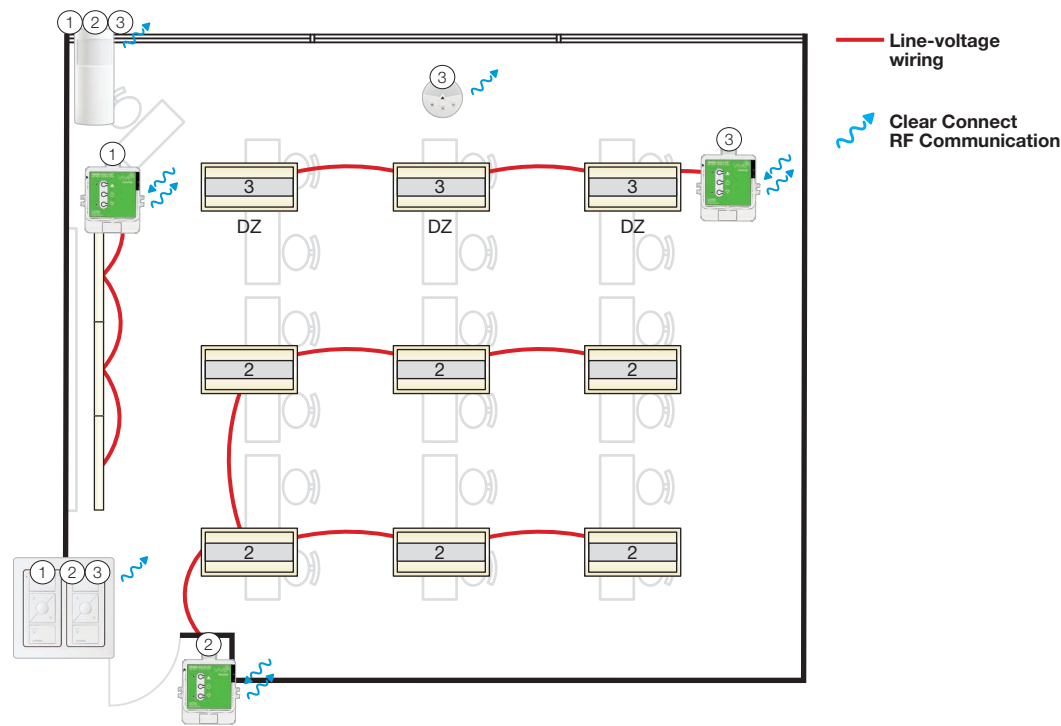 1 2 3
Line-voltage
wiring
3
Clear Connect
RF Communication
1
3
3 3 3
DZ DZ DZ
2 2 2
2 2 2
1 2 3
2